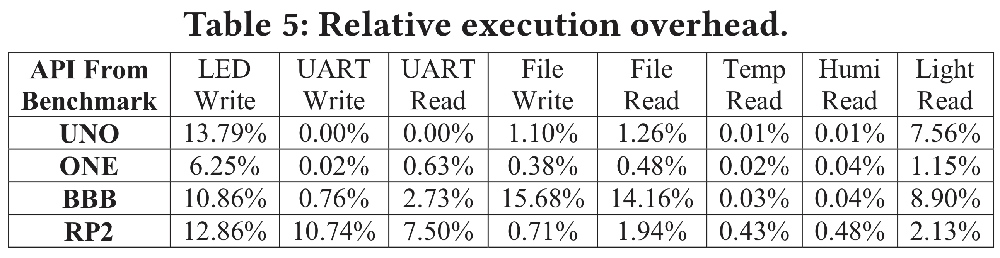 Table 5: Relative execution overhead.
API From Benchmark LED Write UART Write UART Read File Write File Read Temp Read Humi Read Light Read
UNO 13.79% 0.00% 0.00% 1.10% 1.26% 0.01% 0.01% 7.56%
ONE 6.25% 0.02% 0.63% 0.38% 0.48% 0.02% 0.04% 1.15%
BBB 10.86% 0.76% 2.73% 15.68% 14.16% 0.03% 0.04% 8.90%
RP2 12.86% 10.74% 7.50% 0.71% 1.94% 0.43% 0.48% 2.13%